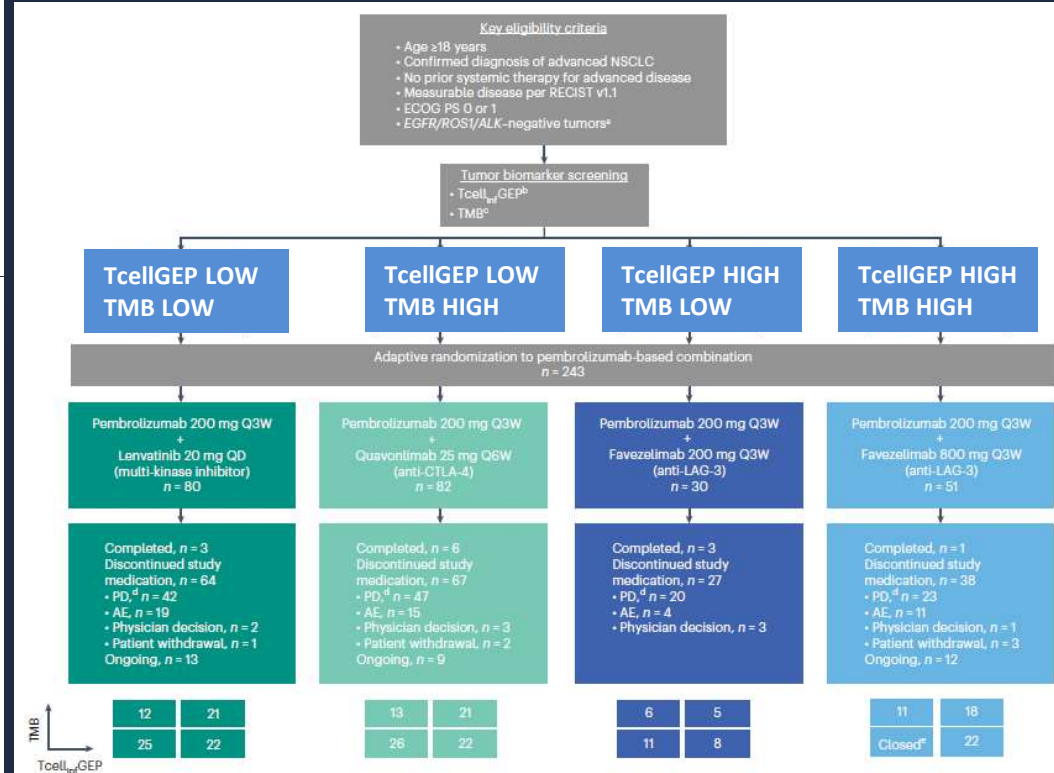 Key eligibility criteria
• Age ≥18 years
• Confirmed diagnosis of advanced NSCLC
• No prior systemic therapy for advanced disease
• Measurable disease per RECIST v1.1
• ECOG PS 0 or 1
• EGFR/ROS1/ALK-negative tumorsᵃ
Tumor biomarker screening
• TcellinfGEPᵇ
• TMBᶜ
TcellGEP LOW
TMB LOW
TcellGEP LOW
TMB HIGH
TcellGEP HIGH
TMB LOW
TcellGEP HIGH
TMB HIGH
Adaptive randomization to pembrolizumab-based combination
n = 243
Pembrolizumab 200 mg Q3W
+
Lenvatinib 20 mg QD
(multi-kinase inhibitor)
n = 80
Pembrolizumab 200 mg Q3W
+
Quavonlimab 25 mg Q6W
(anti-CTLA-4)
n = 82
Pembrolizumab 200 mg Q3W
+
Favezelimab 200 mg Q3W
(anti-LAG-3)
n = 30
Pembrolizumab 200 mg Q3W
+
Favezelimab 800 mg Q3W
(anti-LAG-3)
n = 51
Completed, n = 3
Discontinued study
medication, n = 64
• PD,ᵈ n = 42
• AE, n = 19
• Physician decision, n = 2
• Patient withdrawal, n = 1
Ongoing, n = 13
Completed, n = 6
Discontinued study
medication, n = 67
• PD,ᵈ n = 47
• AE, n = 15
• Physician decision, n = 3
• Patient withdrawal, n = 2
Ongoing, n = 9
Completed, n = 3
Discontinued study
medication, n = 27
• PD,ᵈ n = 20
• AE, n = 4
• Physician decision, n = 3
Completed, n = 1
Discontinued study
medication, n = 38
• PD,ᵈ n = 23
• AE, n = 11
• Physician decision, n = 1
• Patient withdrawal, n = 3
Ongoing, n = 12
TMB
TcellinfGEP
12 21
25 22
13 21
26 22
6 5
11 8
11 18
Closedᵉ 22